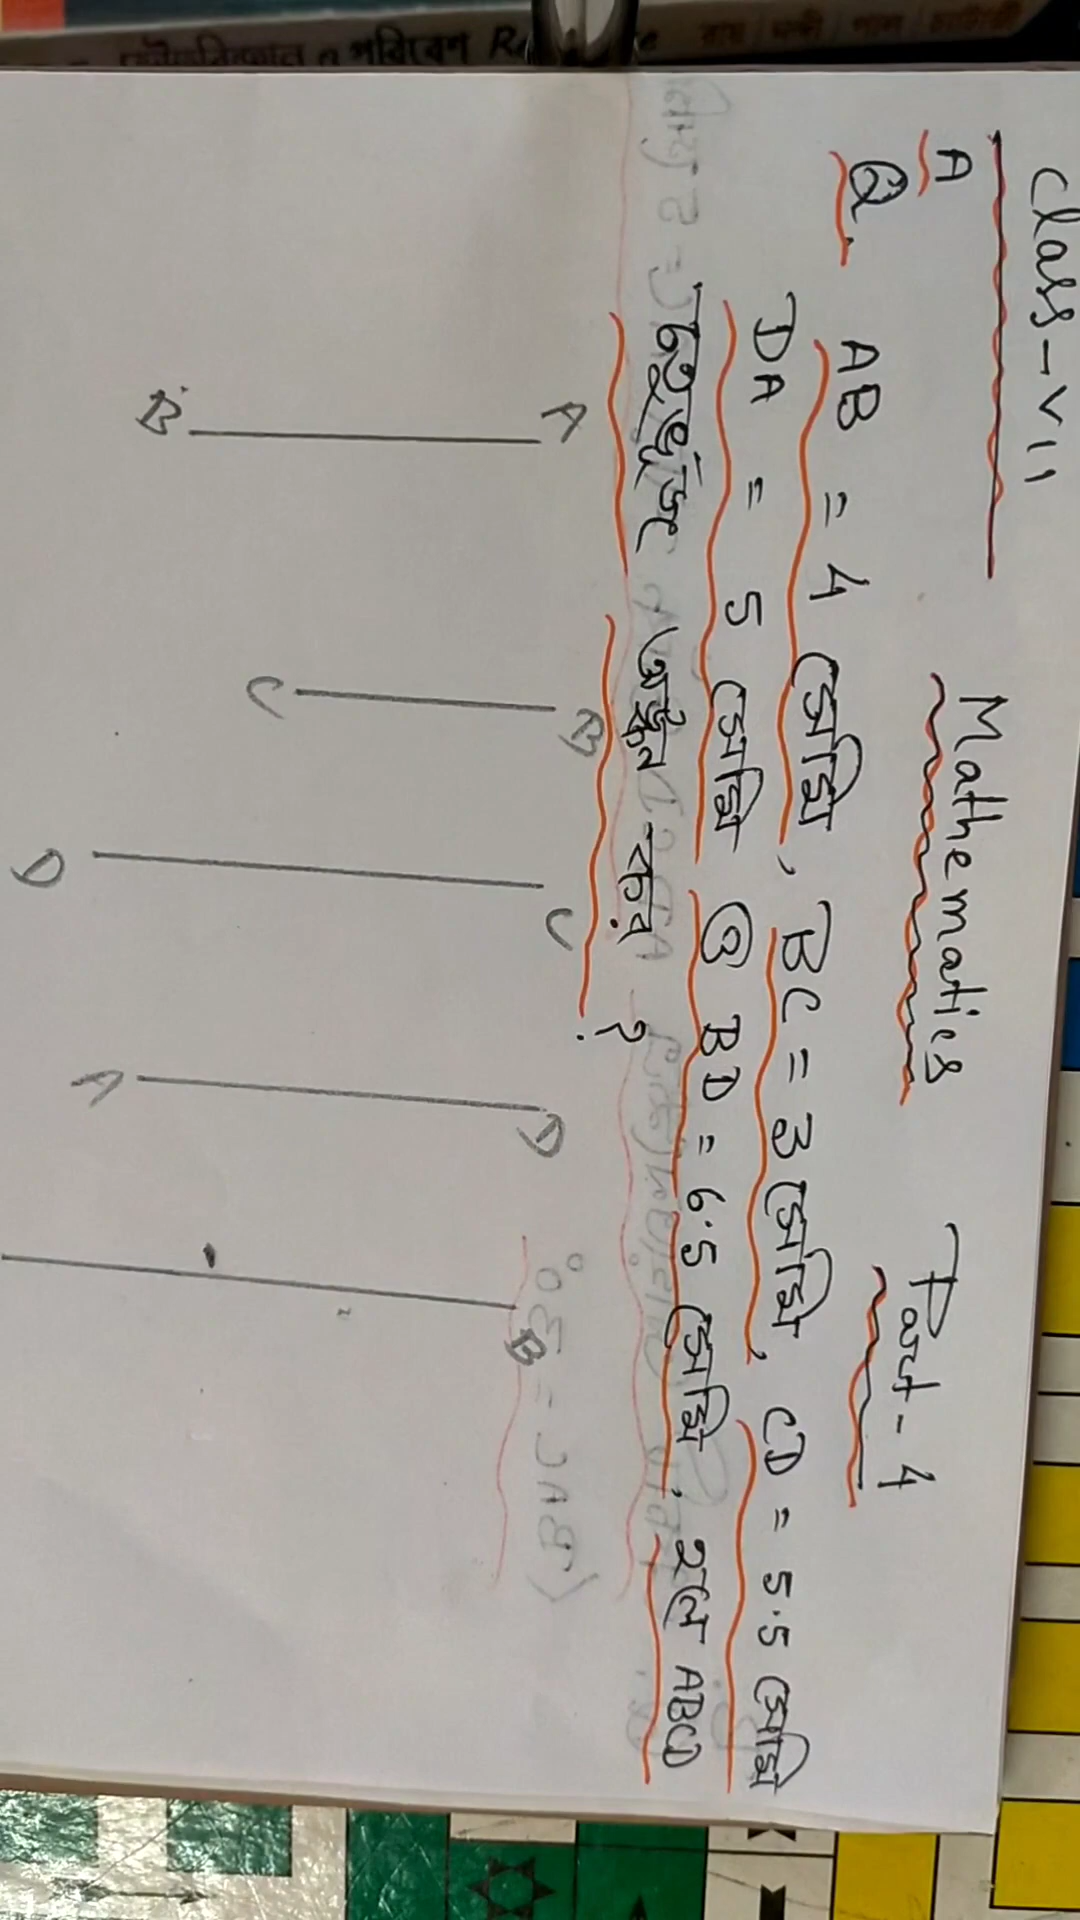 পরিবেশ
Class-VII Mathematics Part-4
A
Q. AB = 4 সেমি, BC = 3 সেমি, CD = 5.5 সেমি
DA = 5 সেমি ও BD = 6.5 সেমি. হলে ABCD
চতুর্ভুজ অঙ্কন করুন ?
A B C D B
B C D A